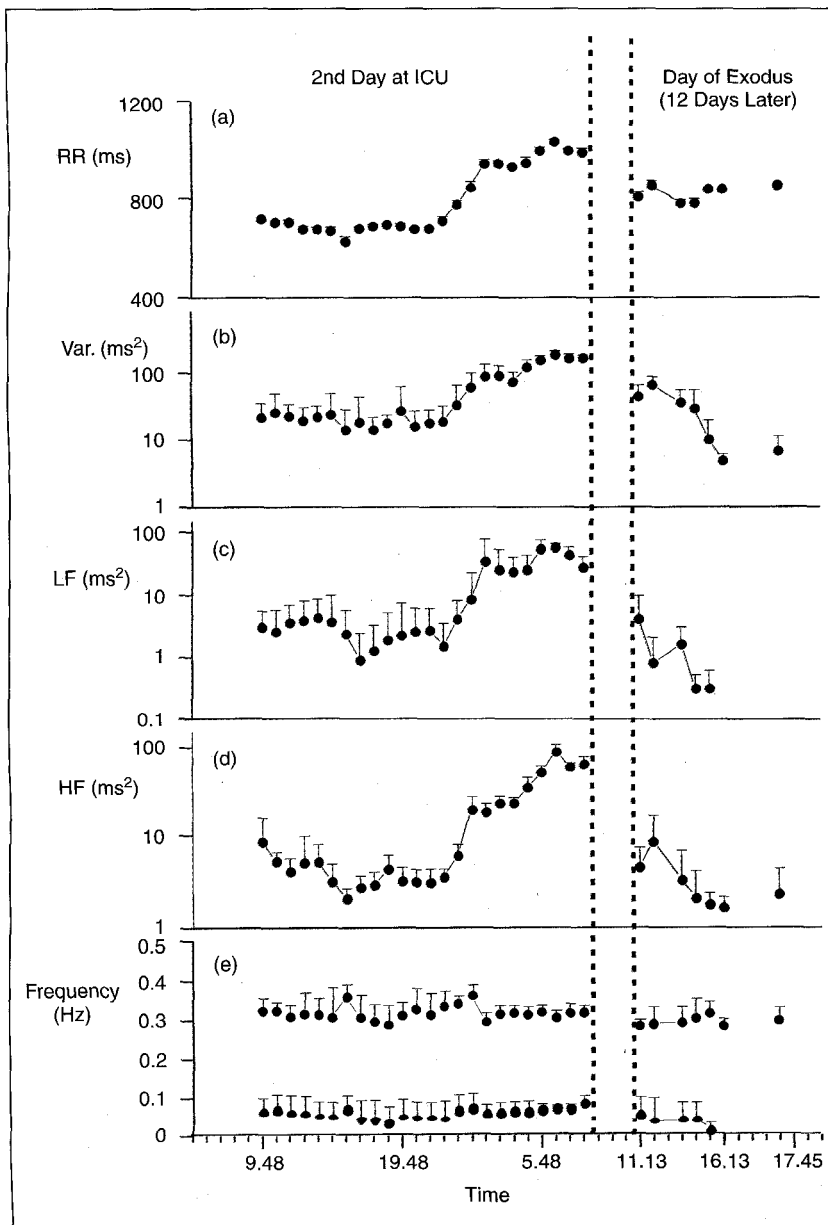 2nd Day at ICU
Day of Exodus
(12 Days Later)
1200
(a)
RR (ms)
800
400
(b)
Var. (ms²)
100
10
1
100
(c)
LF (ms²)
10
1
0.1
100
(d)
HF (ms²)
10
1
0.5
(e)
0.4
Frequency
(Hz)
0.3
0.2
0.1
0
9.48 19.48 5.48 11.13 16.13 17.45
Time